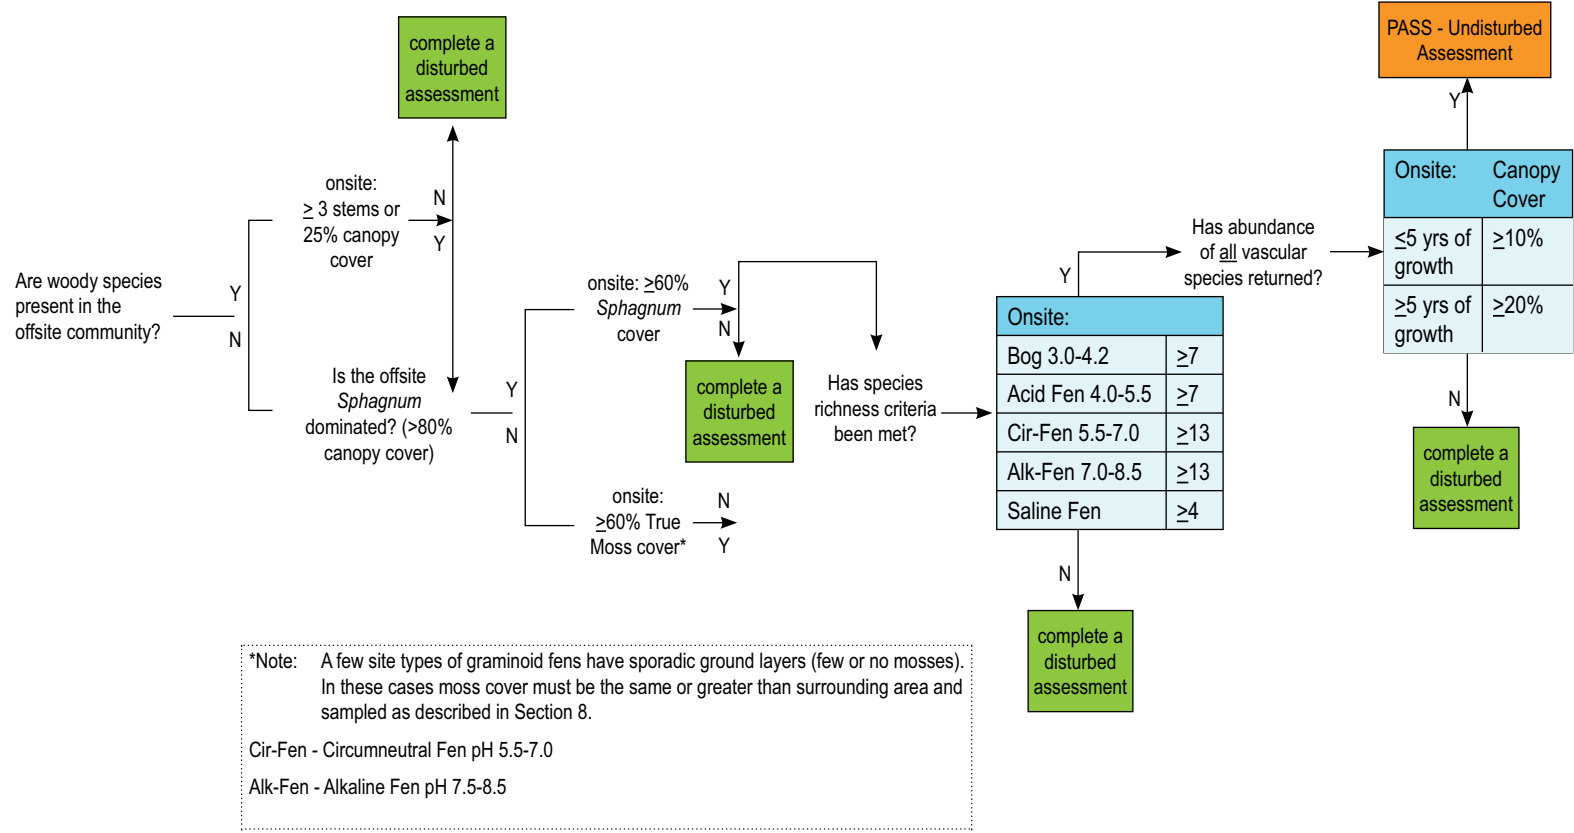 complete a
disturbed
assessment
PASS - Undisturbed
Assessment
Are woody species
present in the
offsite community?
Y
N
onsite:
≥ 3 stems or
25% canopy
cover
N
Y
Is the offsite
Sphagnum
dominated? (>80%
canopy cover)
Y
N
onsite: ≥60%
Sphagnum
cover
Y
N
complete a
disturbed
assessment
onsite:
≥60% True
Moss cover*
N
Y
Has species
richness criteria
been met?
Onsite:
Bog 3.0-4.2 ≥7
Acid Fen 4.0-5.5 ≥7
Cir-Fen 5.5-7.0 ≥13
Alk-Fen 7.0-8.5 ≥13
Saline Fen ≥4
Y
N
complete a
disturbed
assessment
Has abundance
of all vascular
species returned?
Y
Onsite: Canopy
Cover
≤5 yrs of ≥10%
growth
≥5 yrs of ≥20%
growth
N
complete a
disturbed
assessment
*Note: A few site types of graminoid fens have sporadic ground layers (few or no mosses).
In these cases moss cover must be the same or greater than surrounding area and
sampled as described in Section 8.
Cir-Fen - Circumneutral Fen pH 5.5-7.0
Alk-Fen - Alkaline Fen pH 7.5-8.5